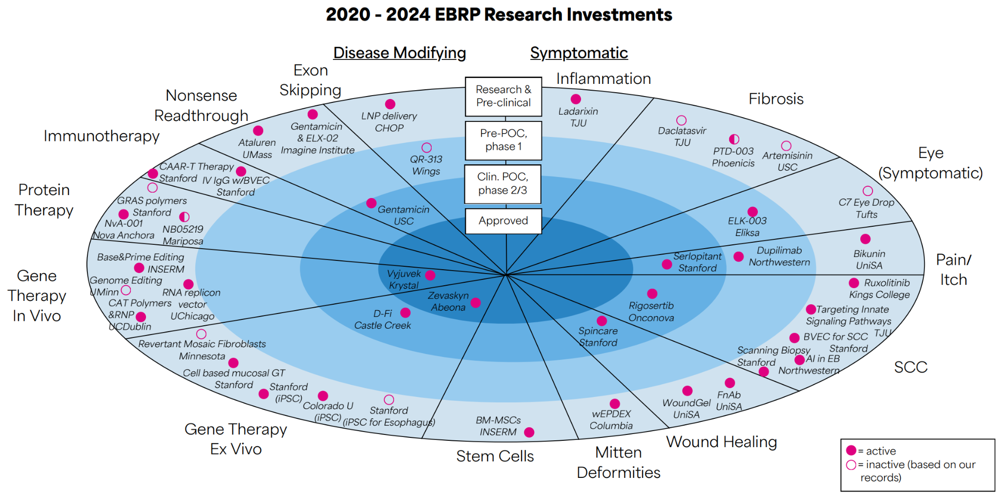 2020 - 2024 EBRP Research Investments
Disease Modifying
Symptomatic
Exon
Skipping
Nonsense
Readthrough
Immunotherapy
Protein
Therapy
Gene
Therapy
In Vivo
Gene Therapy
Ex Vivo
Stem Cells
Mitten
Deformities
Wound Healing
SCC
Pain/
Itch
Eye
(Symptomatic)
Fibrosis
Inflammation
Research &
Pre-clinical
Pre-POC,
phase 1
Clin. POC,
phase 2/3
Approved
LNP delivery
CHOP
QR-313
Wings
Gentamicin
& ELX-02
Imagine Institute
Ataluren
UMass
Gentamicin
USC
CAAR-T Therapy
Stanford
IV IgG w/BVEC
Stanford
GRAS polymers
Stanford
NvA-001
Nova Anchora
NB05219
Mariposa
Base&Prime Editing
INSERM
Genome Editing
UMinn
CAT Polymers
&RNP
UCDublin
RNA replicon
vector
UChicago
Vyjuvek
Krystal
Zevaskyn
Abeona
D-Fi
Castle Creek
Revertant Mosaic Fibroblasts
Minnesota
Cell based mucosal GT
Stanford
Stanford
(iPSC)
Colorado U
(iPSC)
Stanford
(iPSC for Esophagus)
BM-MSCs
INSERM
wEPDEX
Columbia
WoundGel
UniSA
FnAb
UniSA
Spincare
Stanford
Rigosertib
Onconova
Scanning Biopsy
Stanford
AI in EB
Northwestern
BVEC for SCC
Stanford
Targeting Innate
Signaling Pathways
TJU
Ruxolitinib
Kings College
Bikunin
UniSA
Dupilimab
Northwestern
Serlopitant
Stanford
ELK-003
Eliksa
C7 Eye Drop
Tufts
Daclatasvir
TJU
PTD-003
Phoenicis
Artemisinin
USC
Ladarixin
TJU
= active
= inactive (based on our
records)